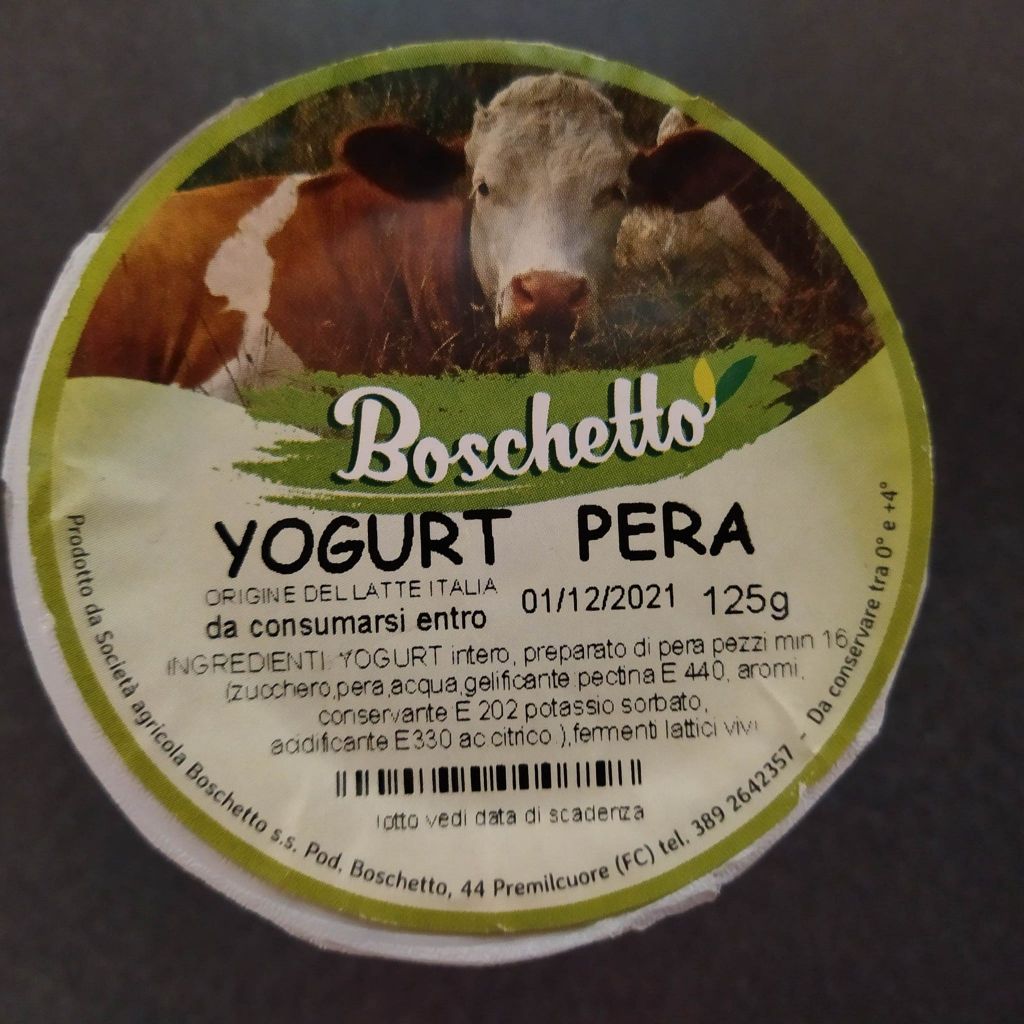 Boschetto
YOGURT PERA
ORIGINE DEL LATTE ITALIA
da consumarsi entro 01/12/2021 125g
INGREDIENTI: YOGURT intero, preparato di pera pezzi min 16
(zucchero,pera,acqua,gelificante pectina E 440, aromi,
conservante E 202 potassio sorbato,
acidificante E330 ac.citrico ),fermenti lattici vivi
lotto vedi data di scadenza
Prodotto da Società agricola Boschetto s.s. Pod. Boschetto, 44 Premilcuore (FC) tel. 389 2642357 - Da conservare tra 0° e +4°